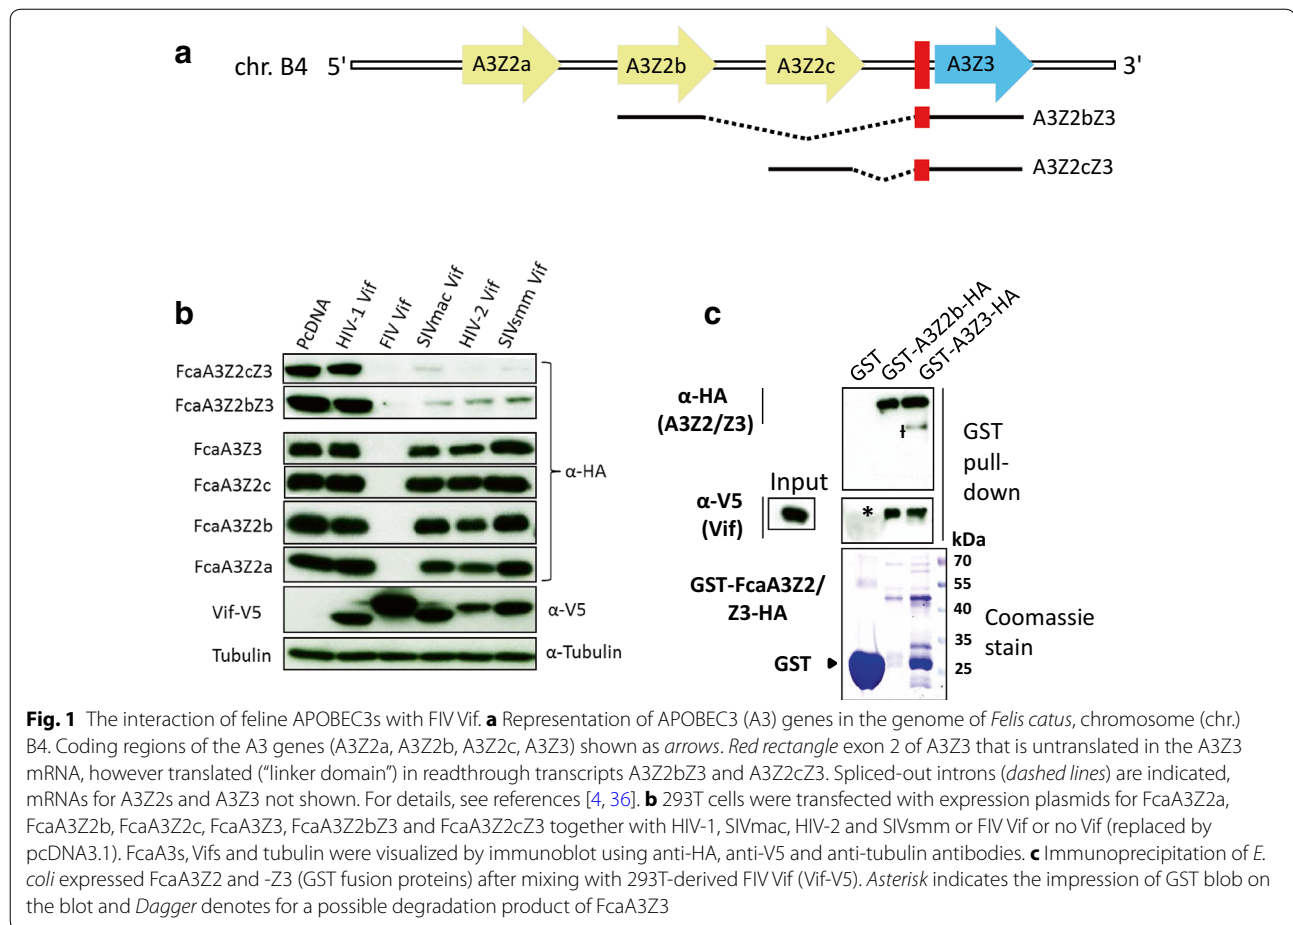 a
chr. B4 5' A3Z2a A3Z2b A3Z2c A3Z3 3'
A3Z2bZ3
A3Z2cZ3
b
PcDNA
HIV-1 Vif
FIV Vif
SIVmac Vif
HIV-2 Vif
SIVsmm Vif
FcaA3Z2cZ3
FcaA3Z2bZ3
FcaA3Z3
FcaA3Z2c
FcaA3Z2b
FcaA3Z2a
α-HA
Vif-V5
α-V5
Tubulin
α-Tubulin
c
GST
GST-A3Z2b-HA
GST-A3Z3-HA
α-HA
(A3Z2/Z3)
†
GST
pull-
down
Input
α-V5
(Vif)
*
kDa
70
55
40
35
25
GST-FcaA3Z2/
Z3-HA
GST
Coomassie
stain
Fig. 1 The interaction of feline APOBEC3s with FIV Vif. a Representation of APOBEC3 (A3) genes in the genome of Felis catus, chromosome (chr.)
B4. Coding regions of the A3 genes (A3Z2a, A3Z2b, A3Z2c, A3Z3) shown as arrows. Red rectangle exon 2 of A3Z3 that is untranslated in the A3Z3
mRNA, however translated (“linker domain”) in readthrough transcripts A3Z2bZ3 and A3Z2cZ3. Spliced-out introns (dashed lines) are indicated,
mRNAs for A3Z2s and A3Z3 not shown. For details, see references [4, 36]. b 293T cells were transfected with expression plasmids for FcaA3Z2a,
FcaA3Z2b, FcaA3Z2c, FcaA3Z3, FcaA3Z2bZ3 and FcaA3Z2cZ3 together with HIV-1, SIVmac, HIV-2 and SIVsmm or FIV Vif or no Vif (replaced by
pcDNA3.1). FcaA3s, Vifs and tubulin were visualized by immunoblot using anti-HA, anti-V5 and anti-tubulin antibodies. c Immunoprecipitation of E.
coli expressed FcaA3Z2 and -Z3 (GST fusion proteins) after mixing with 293T-derived FIV Vif (Vif-V5). Asterisk indicates the impression of GST blob on
the blot and Dagger denotes for a possible degradation product of FcaA3Z3